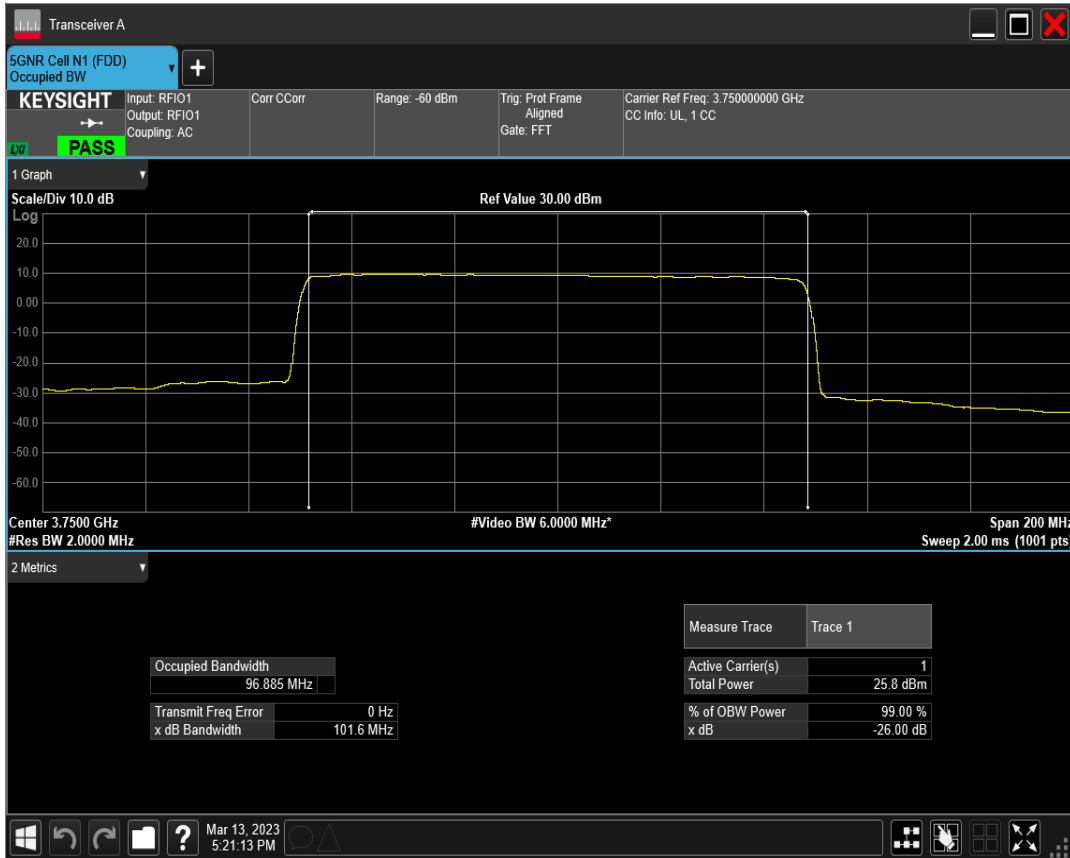 Transceiver A
5GNR Cell N1 (FDD)
Occupied BW
+
KEYSIGHT
LXI
PASS
Input: RFIO1
Output: RFIO1
Coupling: AC
Corr CCorr
Range: -60 dBm
Trig: Prot Frame
Aligned
Gate: FFT
Carrier Ref Freq: 3.750000000 GHz
CC Info: UL, 1 CC
1 Graph
Scale/Div 10.0 dB
Ref Value 30.00 dBm
Log
20.0
10.0
0.00
-10.0
-20.0
-30.0
-40.0
-50.0
-60.0
Center 3.7500 GHz
#Video BW 6.0000 MHz*
Span 200 MHz
#Res BW 2.0000 MHz
Sweep 2.00 ms (1001 pts)
2 Metrics
Measure Trace Trace 1
Occupied Bandwidth
96.885 MHz
Active Carrier(s) 1
Total Power 25.8 dBm
Transmit Freq Error 0 Hz
x dB Bandwidth 101.6 MHz
% of OBW Power 99.00 %
x dB -26.00 dB
?
Mar 13, 2023
5:21:13 PM